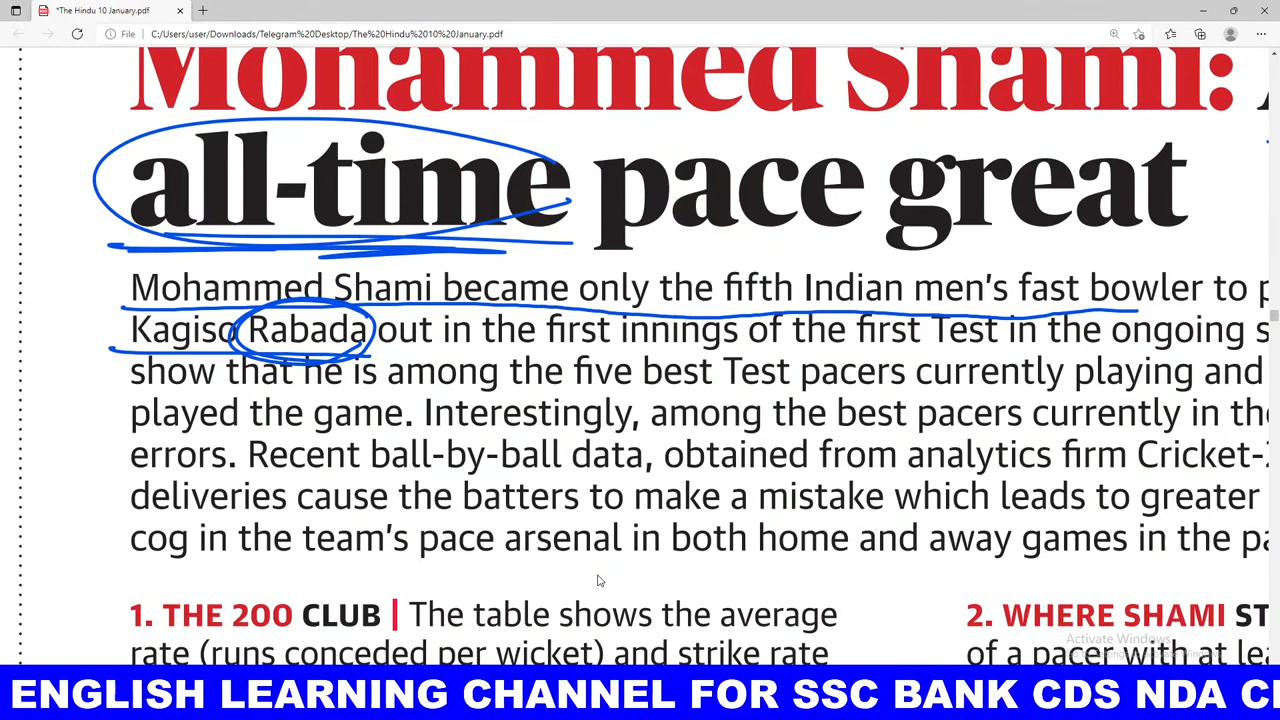 *The Hindu 10 January.pdf
File
C:/Users/user/Downloads/Telegram%20Desktop/The%20Hindu%2010%20January.pdf
Mohammed Shami:
all-time pace great
Mohammed Shami became only the fifth Indian men's fast bowler to
Kagiso Rabada out in the first innings of the first Test in the ongoing
show that he is among the five best Test pacers currently playing and
played the game. Interestingly, among the best pacers currently in
errors. Recent ball-by-ball data, obtained from analytics firm Cricket-
deliveries cause the batters to make a mistake which leads to greater
cog in the team's pace arsenal in both home and away games in the
1. THE 200 CLUB | The table shows the average
rate (runs conceded per wicket) and strike rate
2. WHERE SHAMI
of a pacer with at
Activate Windows
ENGLISH LEARNING CHANNEL FOR SSC BANK CDS NDA